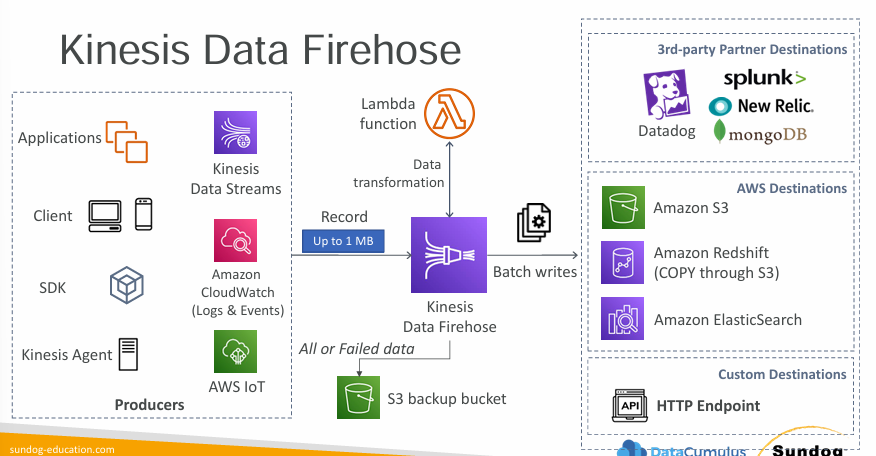 Kinesis Data Firehose
Applications
Client
SDK
Kinesis Agent
Kinesis
Data Streams
Amazon
CloudWatch
(Logs & Events)
AWS IoT
Producers
Record
Up to 1 MB
Lambda
function
Data
transformation
Kinesis
Data Firehose
All or Failed data
S3 backup bucket
Batch writes
3rd-party Partner Destinations
Datadog
splunk>
New Relic.
mongoDB
AWS Destinations
Amazon S3
Amazon Redshift
(COPY through S3)
Amazon ElasticSearch
Custom Destinations
API
HTTP Endpoint
sundog-education.com
DataCumulus
Sundog